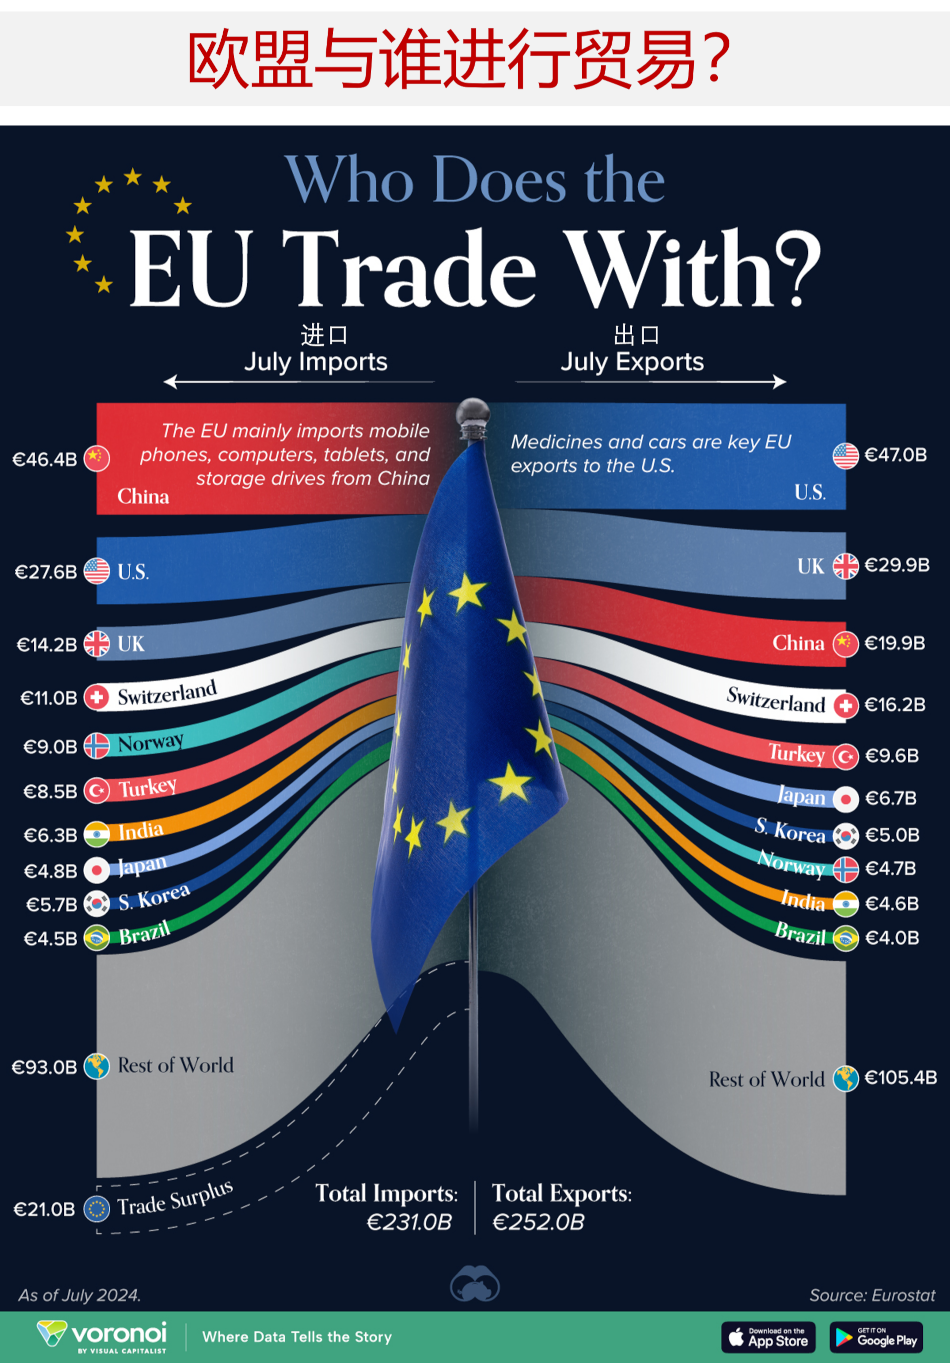 欧盟与谁进行贸易?
Who Does the
EU Trade With?
进口
July Imports
出口
July Exports
The EU mainly imports mobile
phones, computers, tablets, and
storage drives from China
Medicines and cars are key EU
exports to the U.S.
€46.4B
China
€27.6B U.S.
€14.2B UK
€11.0B Switzerland
€9.0B Norway
€8.5B Turkey
€6.3B India
€4.8B Japan
€5.7B S. Korea
€4.5B Brazil
€93.0B Rest of World
€21.0B Trade Surplus
€47.0B
U.S.
UK €29.9B
China €19.9B
Switzerland €16.2B
Turkey €9.6B
Japan €6.7B
S. Korea €5.0B
Norway €4.7B
India €4.6B
Brazil €4.0B
Rest of World €105.4B
Total Imports:
€231.0B
Total Exports:
€252.0B
As of July 2024.
Source: Eurostat
voronoi
BY VISUAL CAPITALIST
Where Data Tells the Story
Download on the
App Store
GET IT ON
Google Play